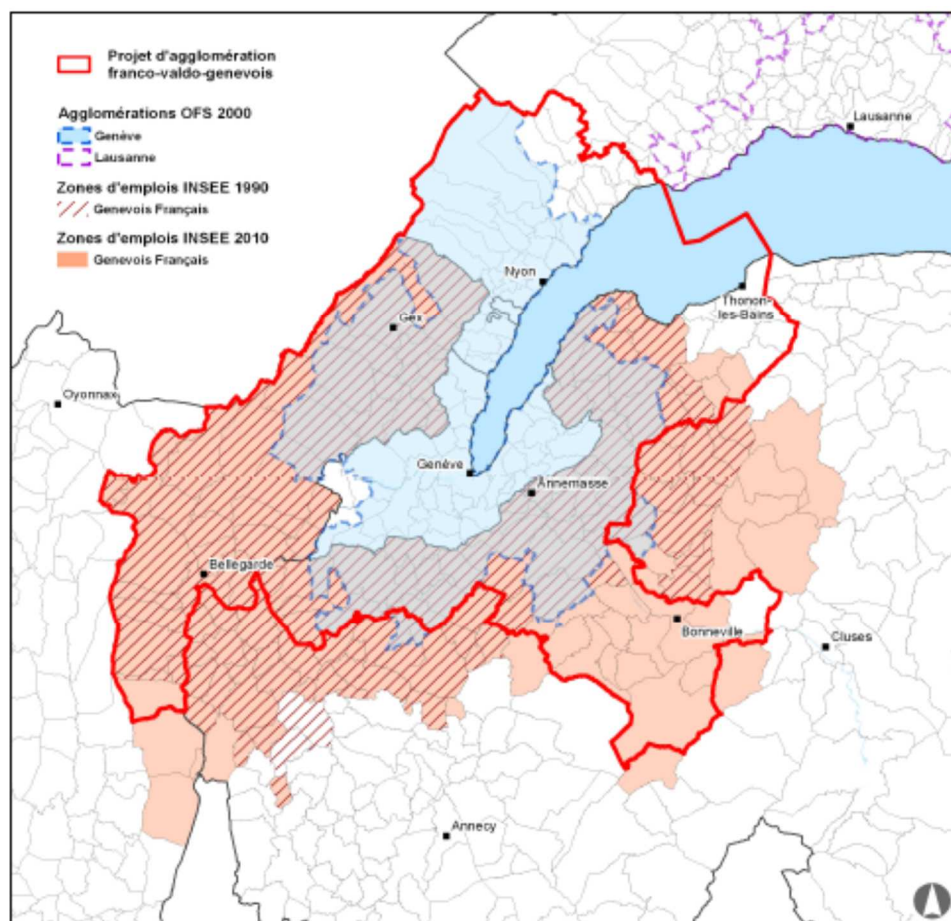 Projet d'agglomération
franco-valdo-genevois
Agglomérations OFS 2000
Genève
Lausanne
Zones d'emplois INSEE 1990
Genevois Français
Zones d'emplois INSEE 2010
Genevois Français
Lausanne
Nyon
Thonon-
les-Bains
Gex
Oyonnax
Genève
Annemasse
Bellegarde
Bonneville
Cluses
Annecy